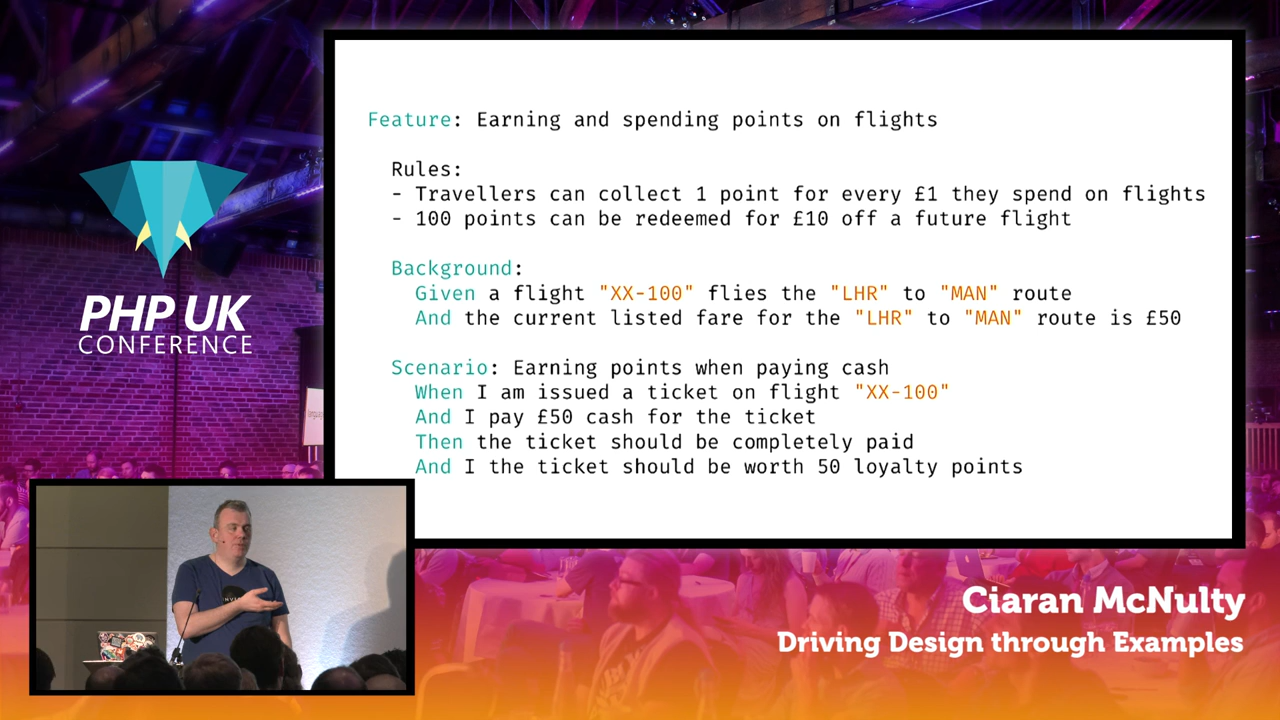 Feature: Earning and spending points on flights
Rules:
- Travellers can collect 1 point for every £1 they spend on flights
- 100 points can be redeemed for £10 off a future flight
Background:
Given a flight "XX-100" flies the "LHR" to "MAN" route
And the current listed fare for the "LHR" to "MAN" route is £50
Scenario: Earning points when paying cash
When I am issued a ticket on flight "XX-100"
And I pay £50 cash for the ticket
Then the ticket should be completely paid
And I the ticket should be worth 50 loyalty points
PHP UK
CONFERENCE
Ciaran McNulty
Driving Design through Examples